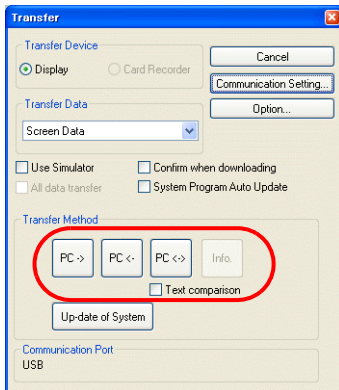 Transfer
Transfer Device
Display
Card Recorder
Cancel
Communication Setting...
Option...
Transfer Data
Screen Data
Use Simulator
Confirm when downloading
All data transfer
System Program Auto Update
Transfer Method
PC ->
PC <-
PC <->
Info.
Text comparison
Up-date of System
Communication Port
USB